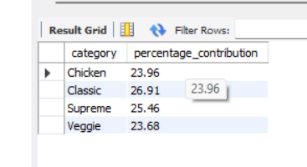 Result Grid Filter Rows:
category percentage_contribution
Chicken 23.96
Classic 26.91 23.96
Supreme 25.46
Veggie 23.68